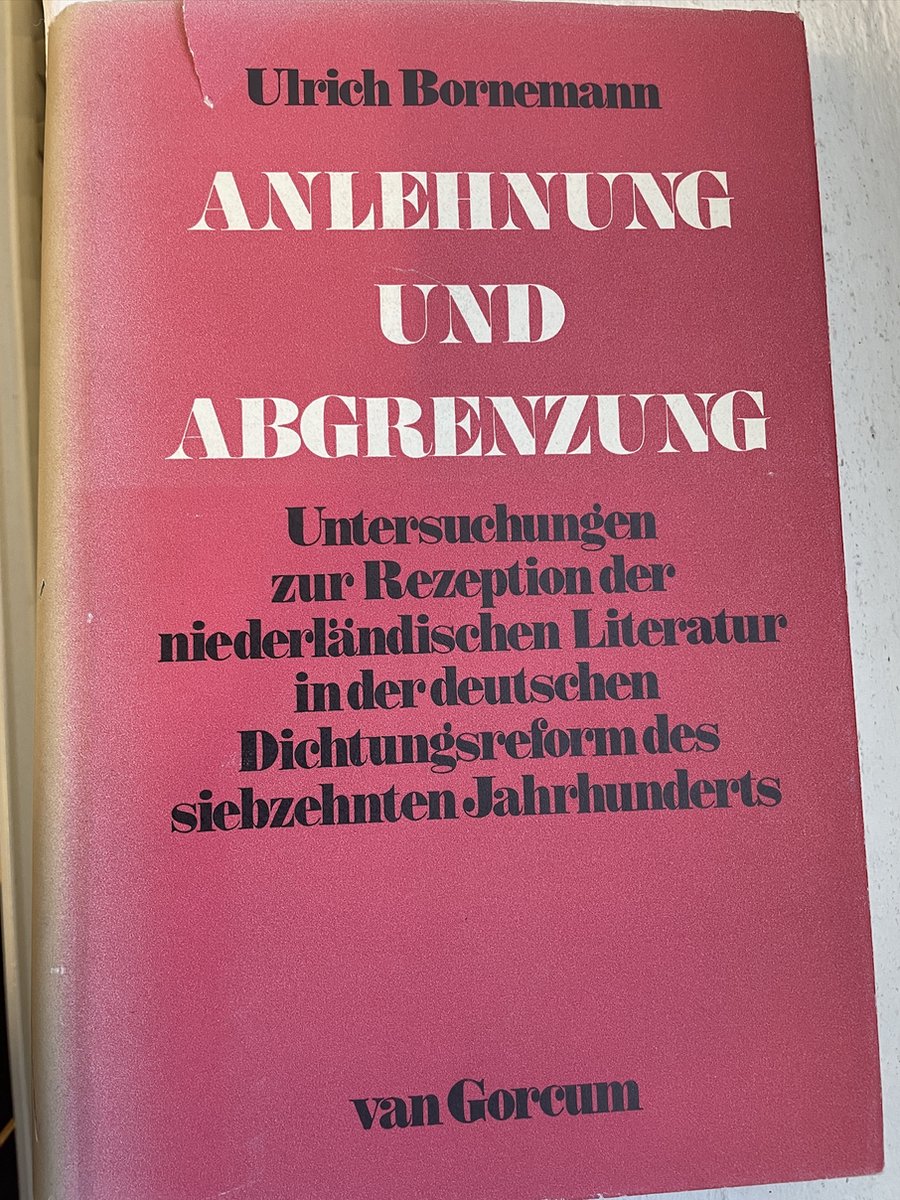 Ulrich Bornemann
ANLEHNUNG
UND
ABGRENZUNG
Untersuchungen
zur Rezeption der
niederländischen Literatur
in der deutschen
Dichtungsreform des
siebzehnten Jahrhunderts
van Gorcum